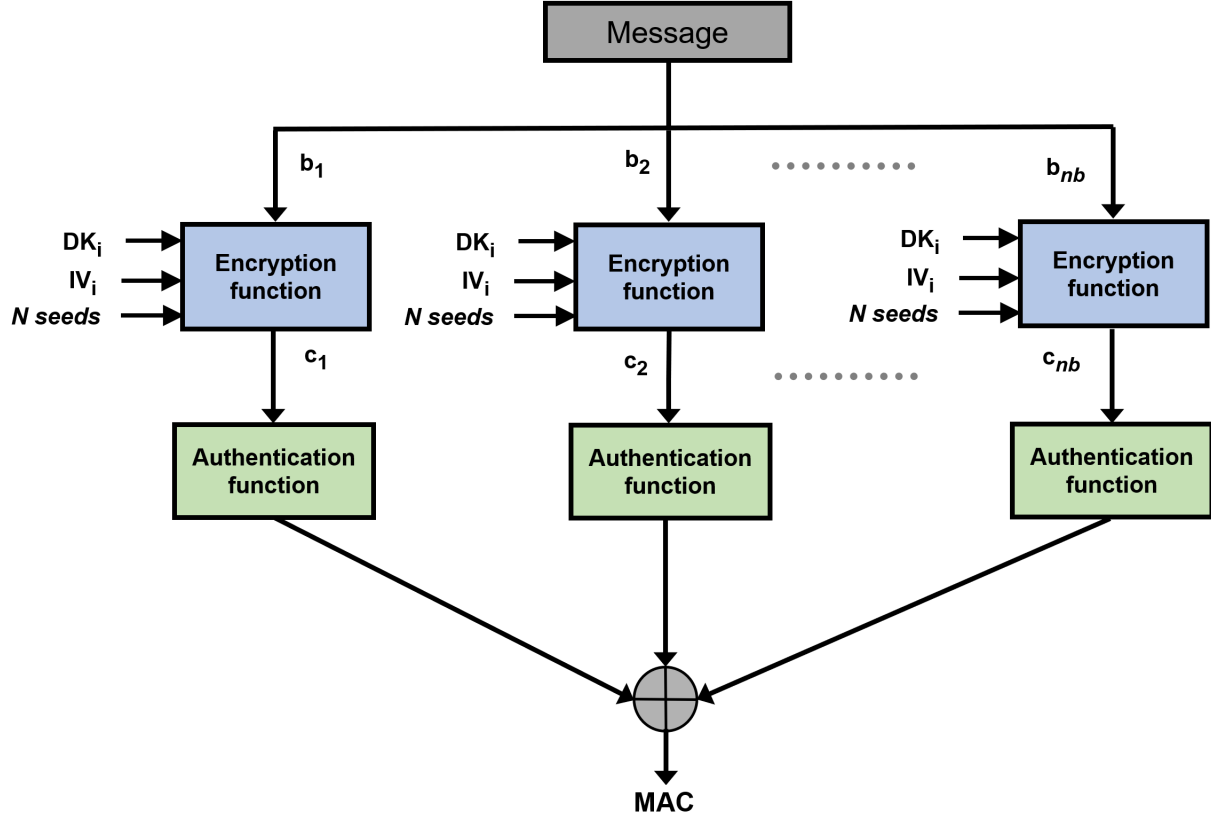 Message
b1
b2
bnb
DKi
IVi
N seeds
Encryption
function
DKi
IVi
N seeds
Encryption
function
DKi
IVi
N seeds
Encryption
function
c1
c2
cnb
Authentication
function
Authentication
function
Authentication
function
MAC